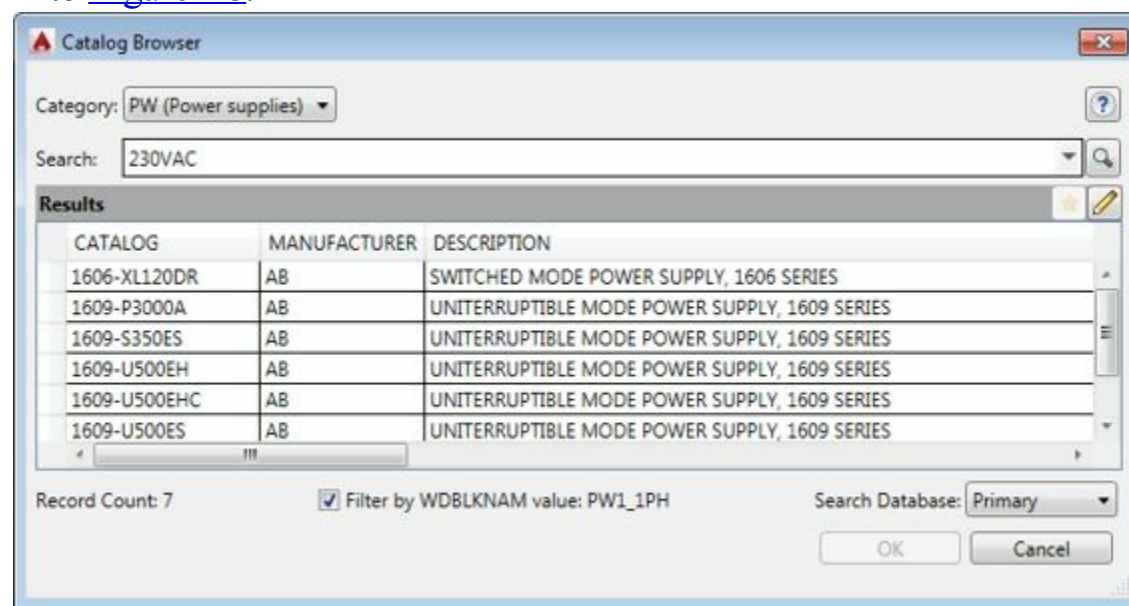 Catalog Browser
Category: PW (Power supplies)
Search: 230VAC
Results
CATALOG MANUFACTURER DESCRIPTION
1606-XL120DR AB SWITCHED MODE POWER SUPPLY, 1606 SERIES
1609-P3000A AB UNITERRUPTIBLE MODE POWER SUPPLY, 1609 SERIES
1609-S350ES AB UNITERRUPTIBLE MODE POWER SUPPLY, 1609 SERIES
1609-U500EH AB UNITERRUPTIBLE MODE POWER SUPPLY, 1609 SERIES
1609-U500EHC AB UNITERRUPTIBLE MODE POWER SUPPLY, 1609 SERIES
1609-U500ES AB UNITERRUPTIBLE MODE POWER SUPPLY, 1609 SERIES
Record Count: 7 Filter by WDBLKNAM value: PW1_1PH Search Database: Primary
OK Cancel